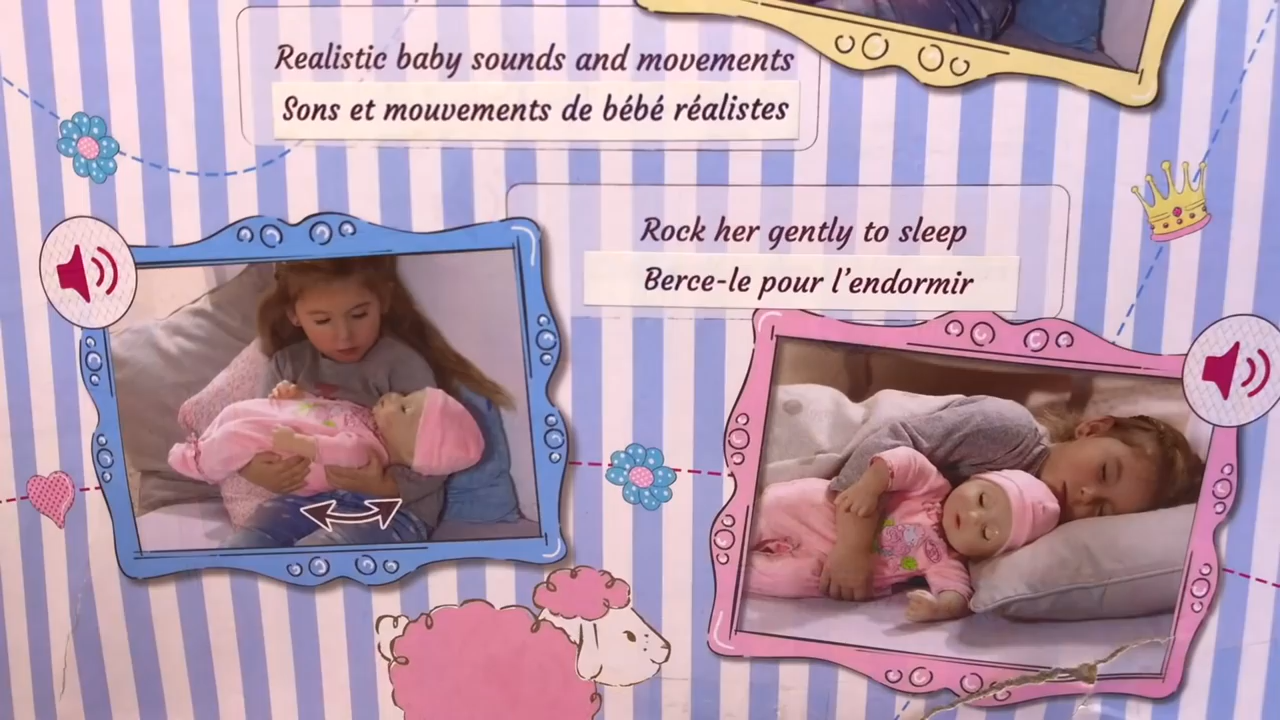 Realistic baby sounds and movements
Sons et mouvements de bébé réalistes
Rock her gently to sleep
Berce-le pour l'endormir